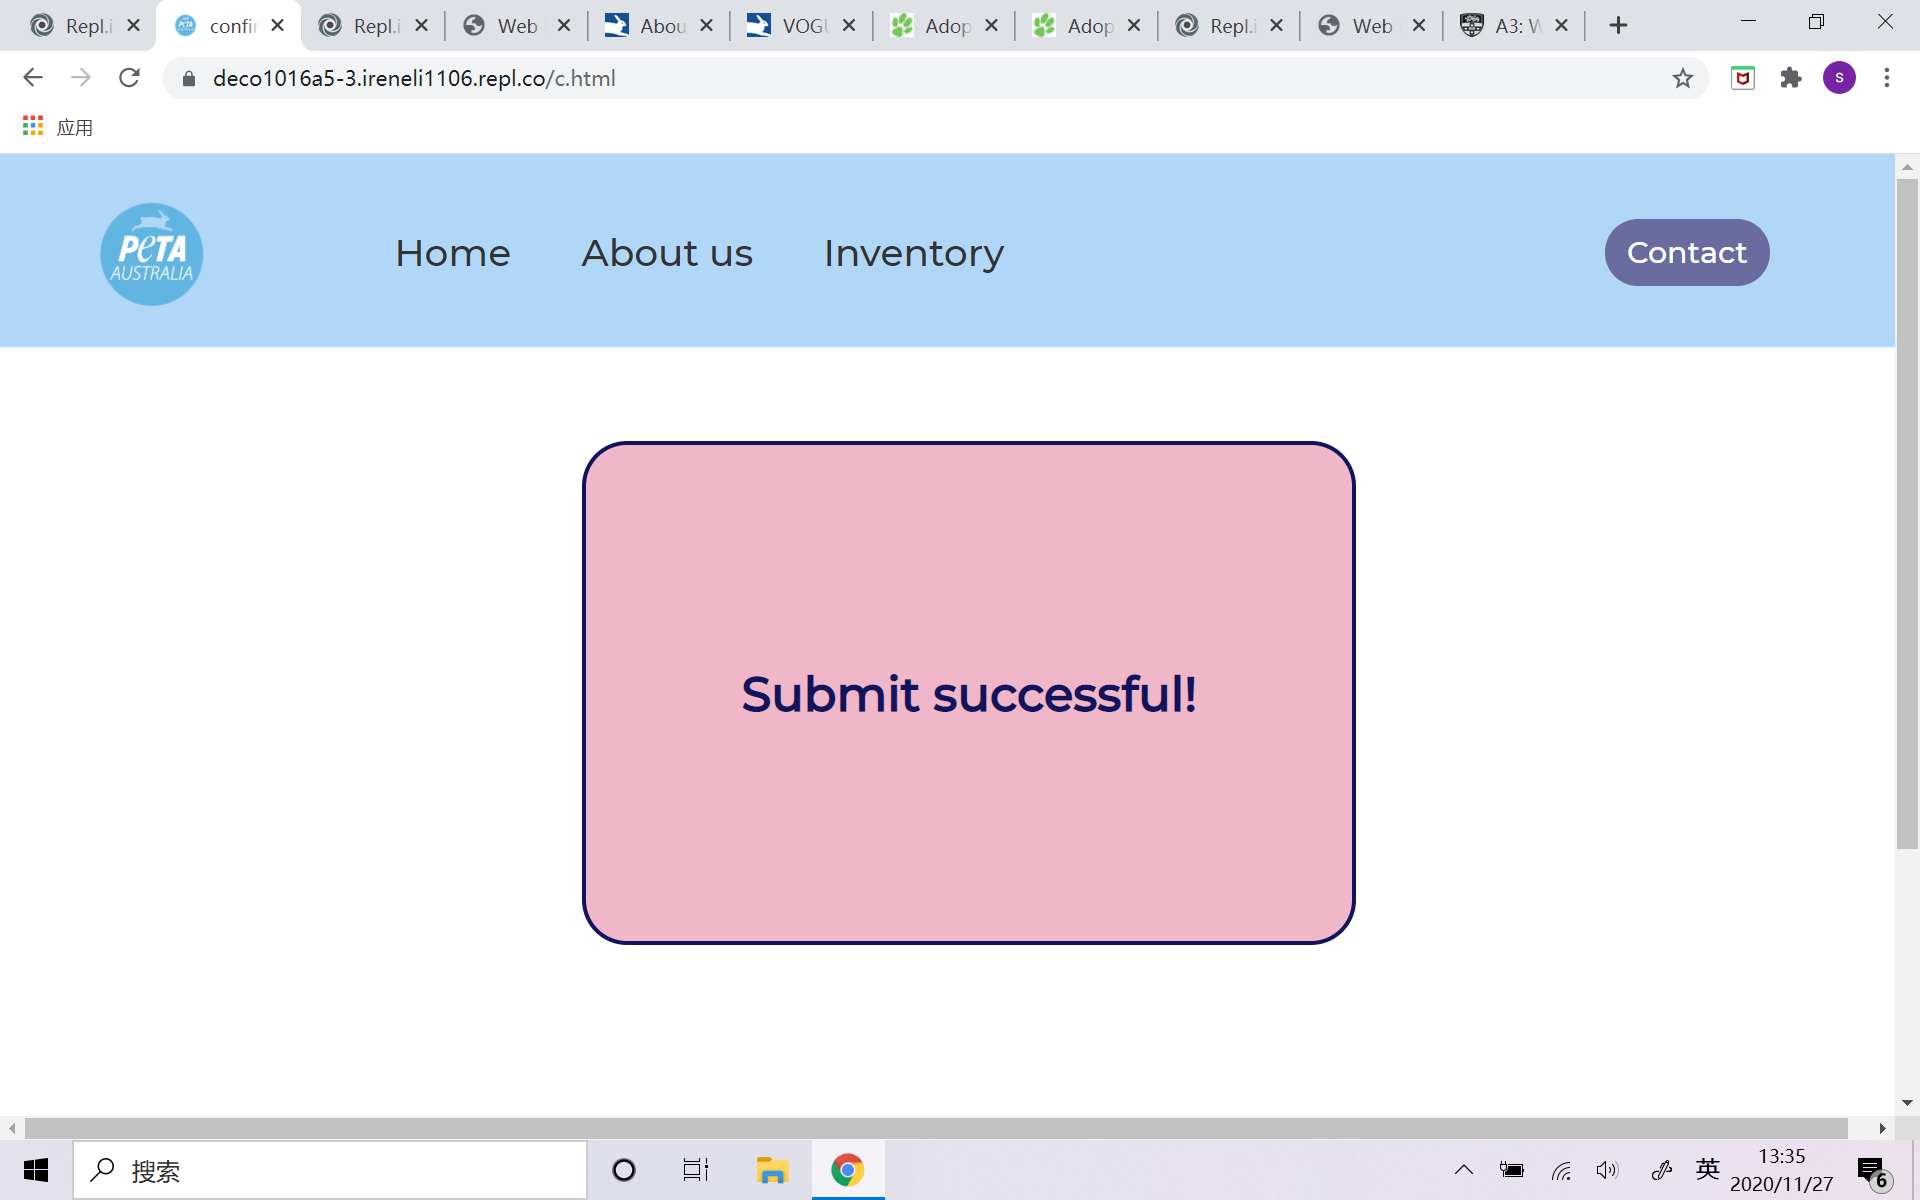 Repl.i
confir
Repl.i
Web
Abou
VOGU
Adop
Adop
Repl.i
Web
A3: W
deco1016a5-3.ireneli1106.repl.co/c.html
S
应用
PETA
AUSTRALIA
Home
About us
Inventory
Contact
Submit successful!
搜索
英
13:35
2020/11/27
6